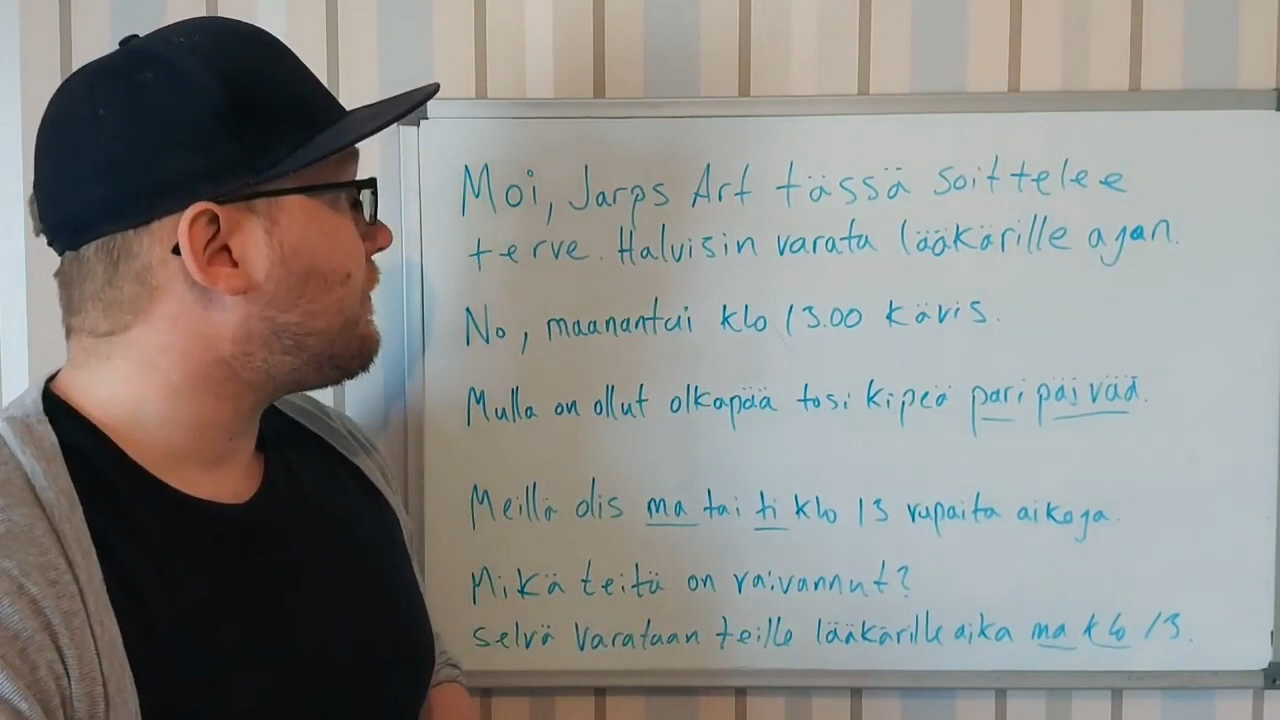 Moi, Jarps Art tässä soittelee
terve. Haluisin varata lääkärille ajan.
No, maanantai klo 13.00 kävis.
Mulla on ollut olkapää tosi kipeä pari päivää.
Meillä olis ma tai ti klo 13 vapaita aikoja.
Mikä teitä on vaivannut?
selvä varataan teille lääkärille aika ma klo 13.